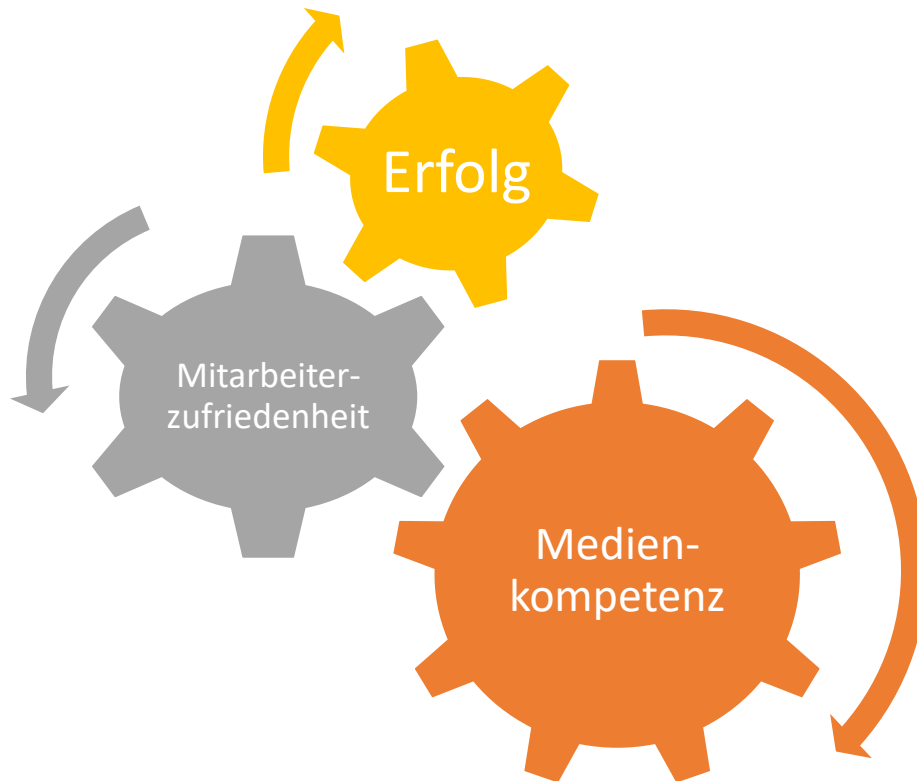 Erfolg
Mitarbeiter-
zufriedenheit
Medien-
kompetenz